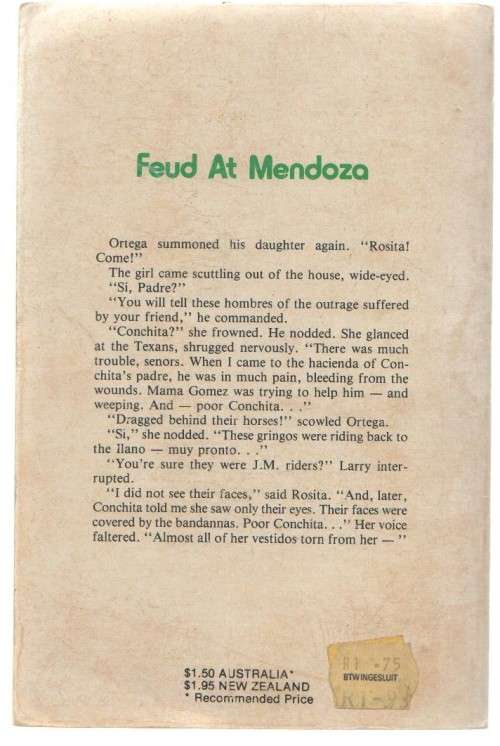 Feud At Mendoza
Ortega summoned his daughter again. "Rosita!
Come!"
The girl came scuttling out of the house, wide-eyed.
"Si, Padre?"
"You will tell these hombres of the outrage suffered
by your friend," he commanded.
"Conchita?" she frowned. He nodded. She glanced
at the Texans, shrugged nervously. "There was much
trouble, senors. When I came to the hacienda of Con-
chita's padre, he was in much pain, bleeding from the
wounds. Mama Gomez was trying to help him — and
weeping. And — poor Conchita. . ."
"Dragged behind their horses!" scowled Ortega.
"Si," she nodded. "These gringos were riding back to
the llano — muy pronto. . ."
"You're sure they were J.M. riders?" Larry inter-
rupted.
"I did not see their faces," said Rosita. "And, later,
Conchita told me she saw only their eyes. Their faces were
covered by the bandannas. Poor Conchita. . ." Her voice
faltered. "Almost all of her vestidos torn from her — "
$1.50 AUSTRALIA*
$1.95 NEW ZEALAND
* Recommended Price
R1 .75
BTW INGESLUIT